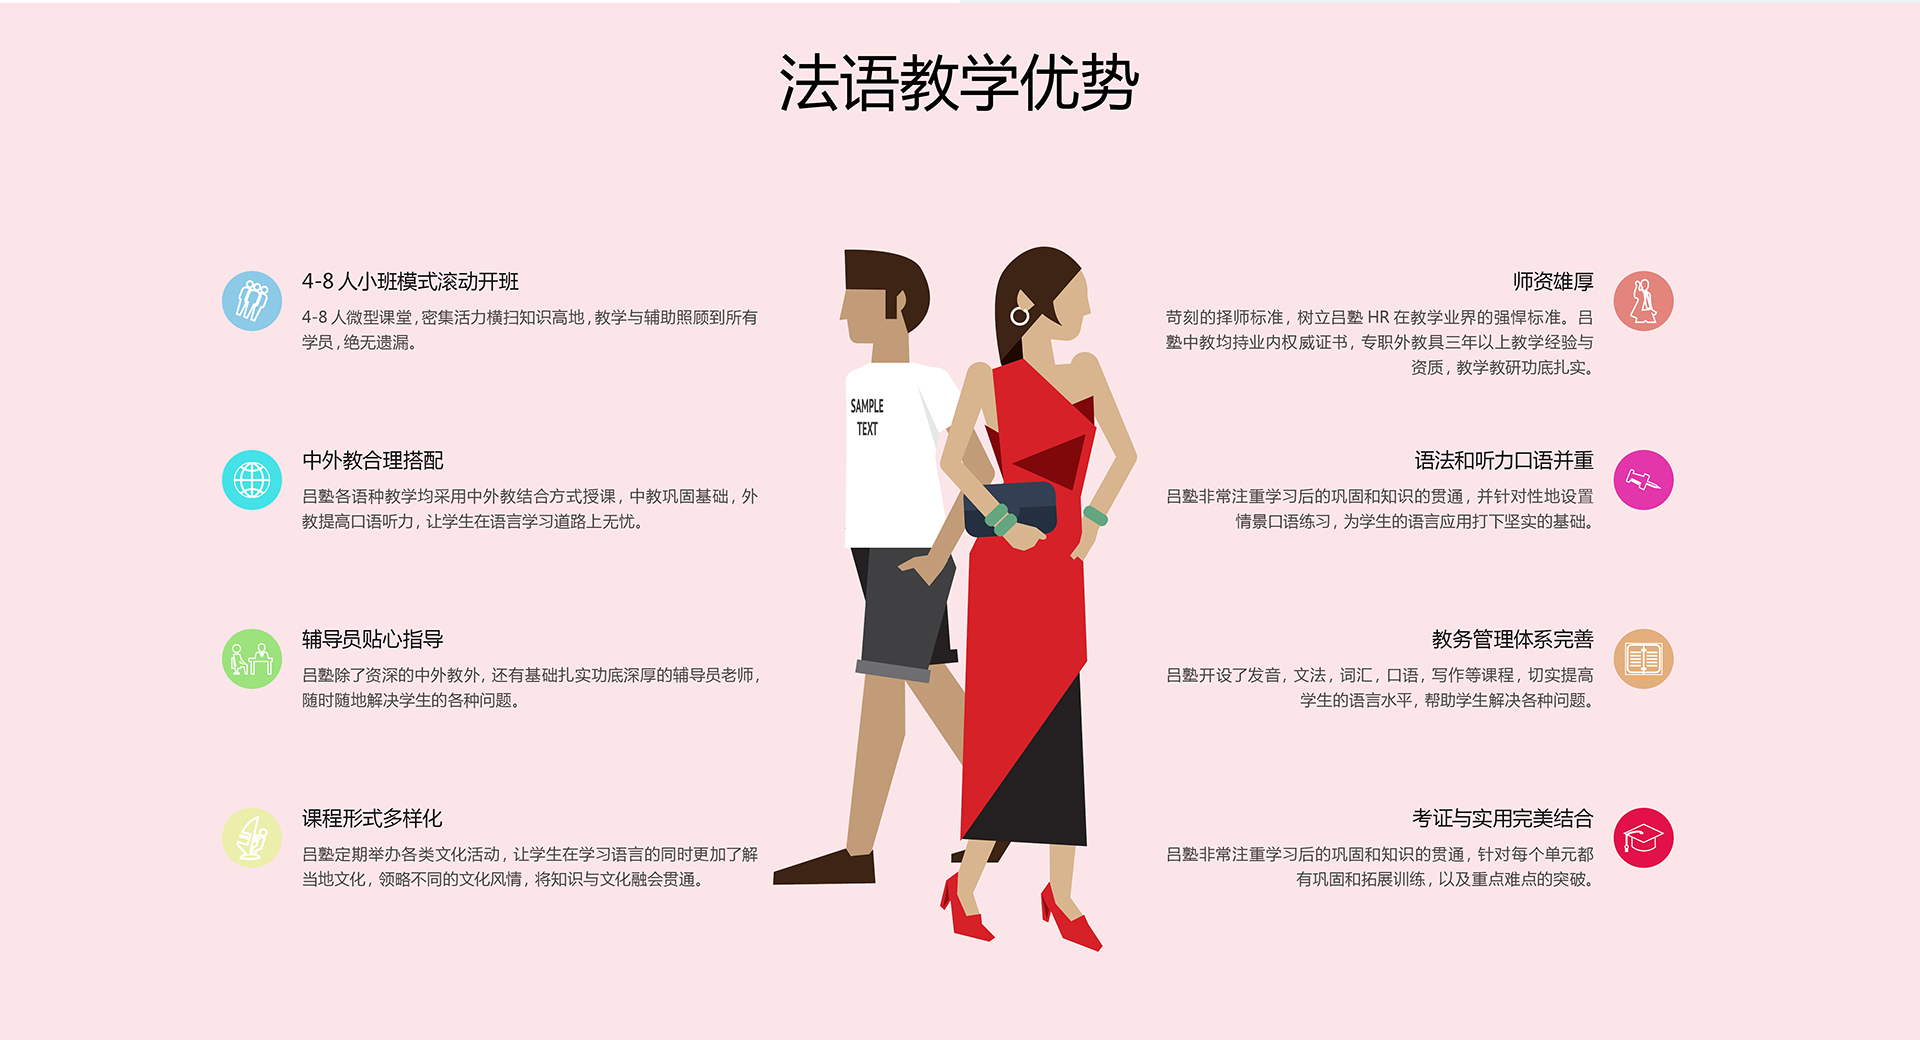 法语教学优势
4-8 人小班模式滚动开班
4-8 人微型课堂,密集活力横扫知识高地,教学与辅助照顾到所有
学员,绝无遗漏。
中外教合理搭配
吕塾各语种教学均采用中外教结合方式授课,中教巩固基础,外
教提高口语听力,让学生在语言学习道路上无忧。
辅导员贴心指导
吕塾除了资深的中外教外,还有基础扎实功底深厚的辅导员老师,
随时随地解决学生的各种问题。
课程形式多样化
吕塾定期举办各类文化活动,让学生在学习语言的同时更加了解
当地文化,领略不同的文化风情,将知识与文化融会贯通。
SAMPLE
TEXT
师资雄厚
苛刻的择师标准,树立吕塾 HR 在教学业界的强悍标准。吕
塾中教均持业内权威证书,专职外教具三年以上教学经验与
资质,教学教研功底扎实。
语法和听力口语并重
吕塾非常注重学习后的巩固和知识的贯通,并针对性地设置
情景口语练习,为学生的语言应用打下坚实的基础。
教务管理体系完善
吕塾开设了发音,文法,词汇,口语,写作等课程,切实提高
学生的语言水平,帮助学生解决各种问题。
考证与实用完美结合
吕塾非常注重学习后的巩固和知识的贯通,针对每个单元都
有巩固和拓展训练,以及重点难点的突破。